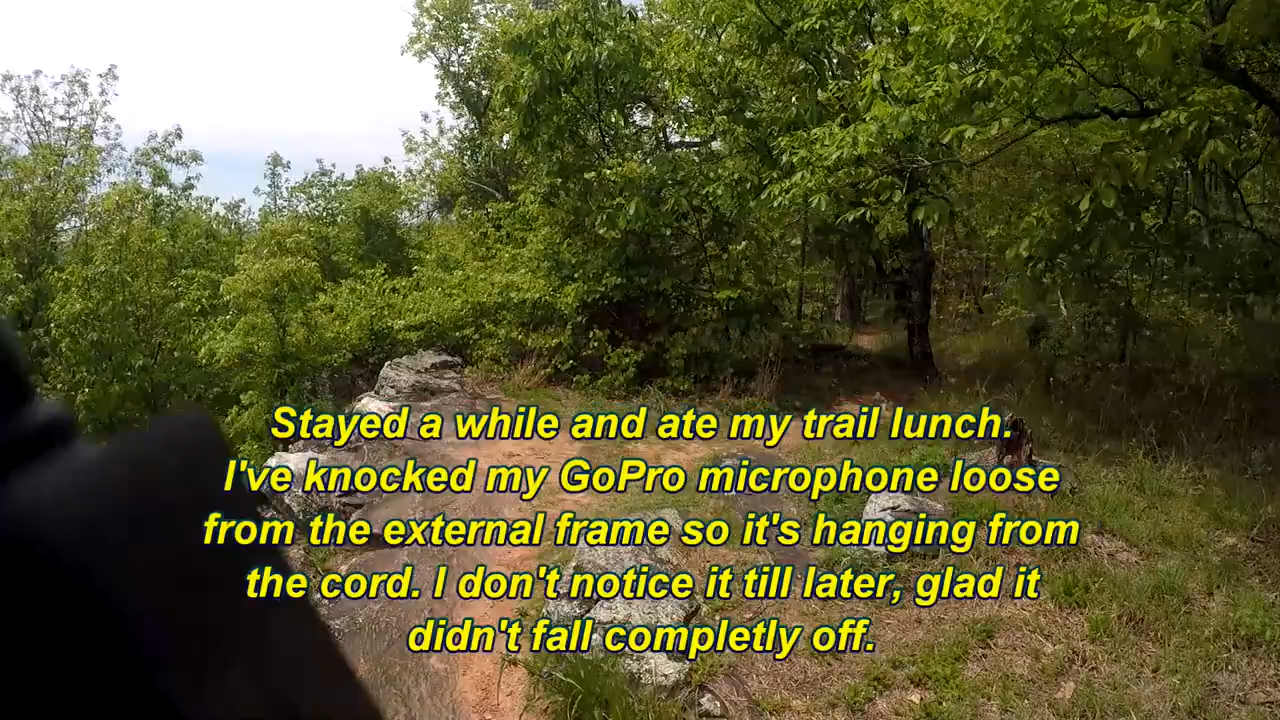 Stayed a while and ate my trail lunch.
I've knocked my GoPro microphone loose
from the external frame so it's hanging from
the cord. I don't notice it till later, glad it
didn't fall completly off.